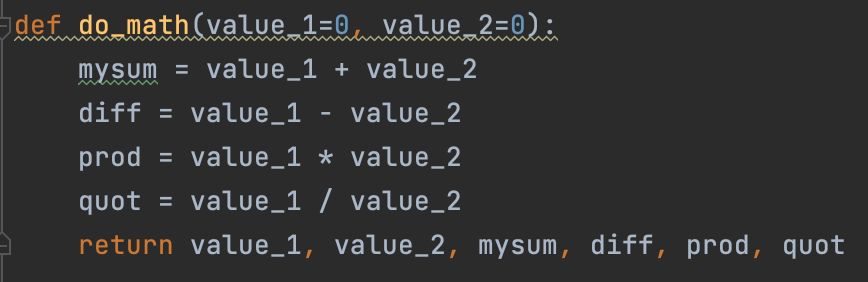 def do_math(value_1=0, value_2=0):
    mysum = value_1 + value_2
    diff = value_1 - value_2
    prod = value_1 * value_2
    quot = value_1 / value_2
    return value_1, value_2, mysum, diff, prod, quot